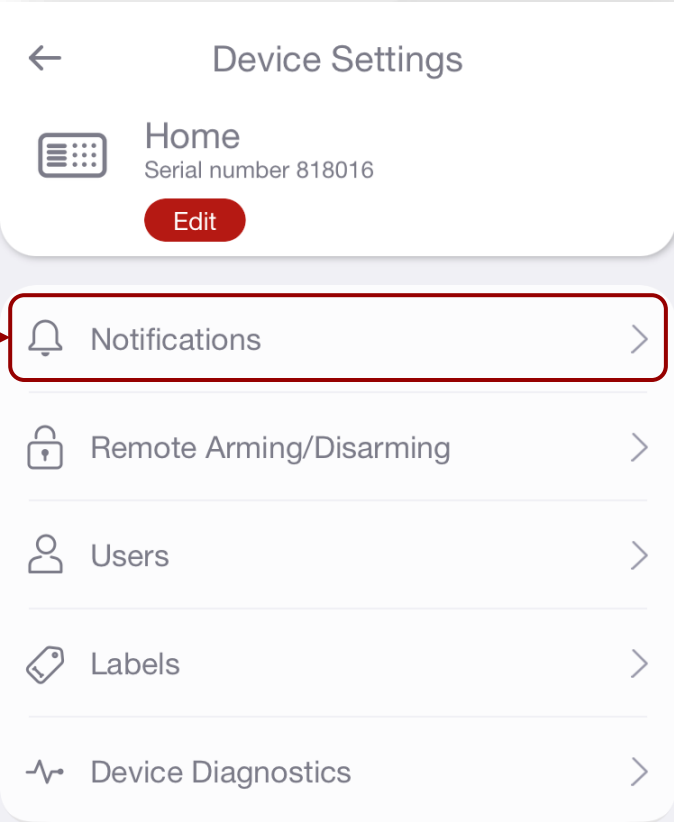 Device Settings
Home
Serial number 818016
Edit
Notifications
Remote Arming/Disarming
Users
Labels
Device Diagnostics